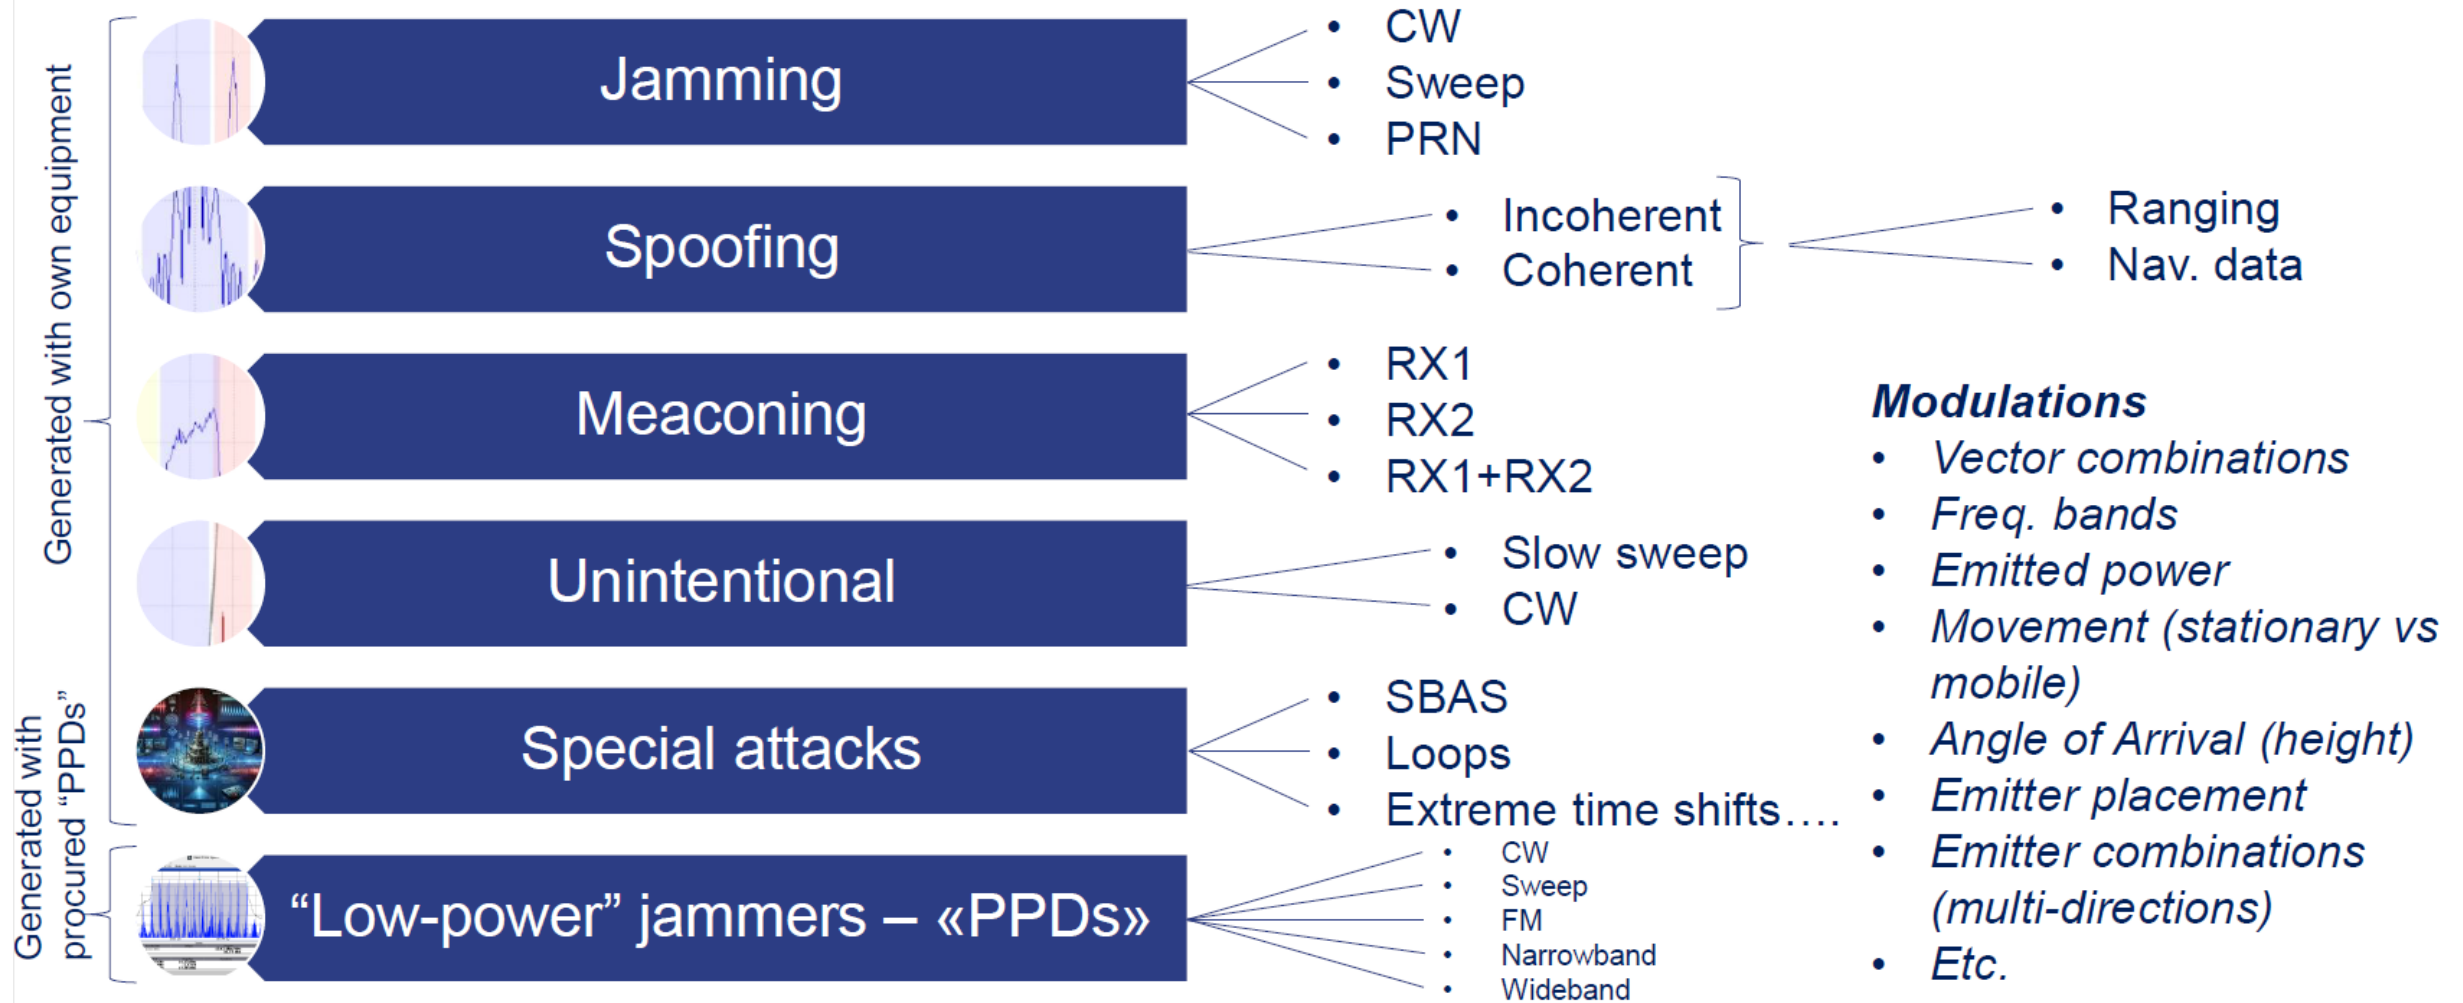 Generated with own equipment
Jamming
• CW
• Sweep
• PRN
Spoofing
• Incoherent
• Coherent
• Ranging
• Nav. data
Meaconing
• RX1
• RX2
• RX1+RX2
Unintentional
• Slow sweep
• CW
Special attacks
• SBAS
• Loops
• Extreme time shifts….
Generated with
procured “PPDs”
“Low-power” jammers – «PPDs»
• CW
• Sweep
• FM
• Narrowband
• Wideband
Modulations
• Vector combinations
• Freq. bands
• Emitted power
• Movement (stationary vs
mobile)
• Angle of Arrival (height)
• Emitter placement
• Emitter combinations
(multi-directions)
• Etc.